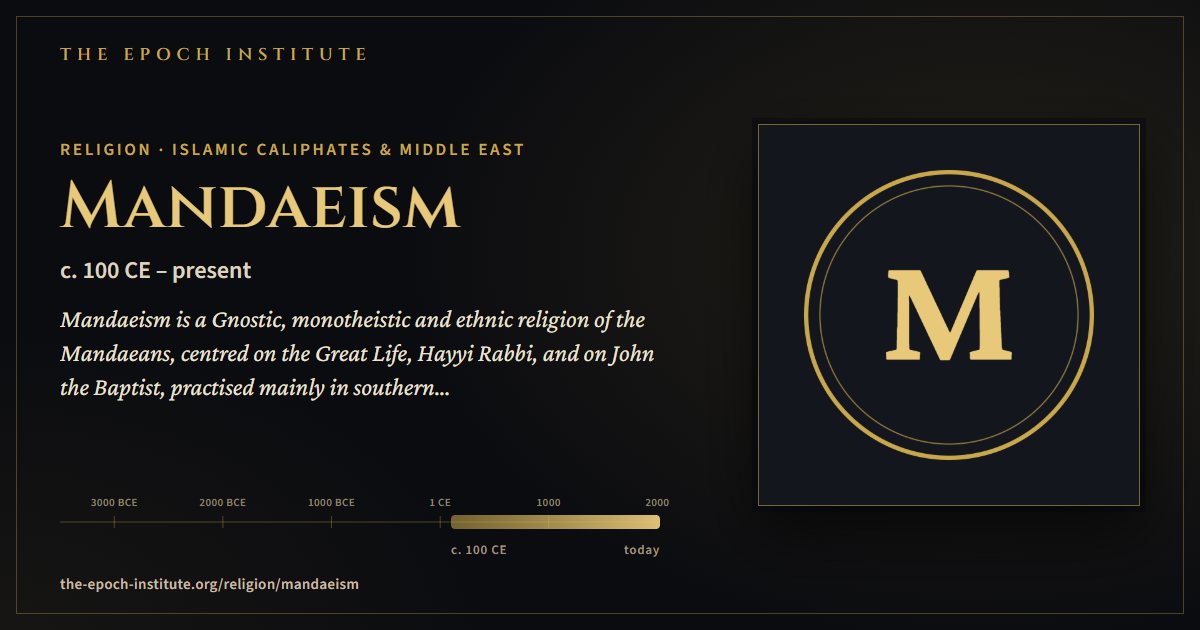 THE EPOCH INSTITUTE
RELIGION · ISLAMIC CALIPHATES & MIDDLE EAST
MANDAEISM
c. 100 CE – present
Mandaeism is a Gnostic, monotheistic and ethnic religion of the
Mandaeans, centred on the Great Life, Hayyi Rabbi, and on John
the Baptist, practised mainly in southern...
M
3000 BCE 2000 BCE 1000 BCE 1 CE 1000 2000
c. 100 CE today
the-epoch-institute.org/religion/mandaeism